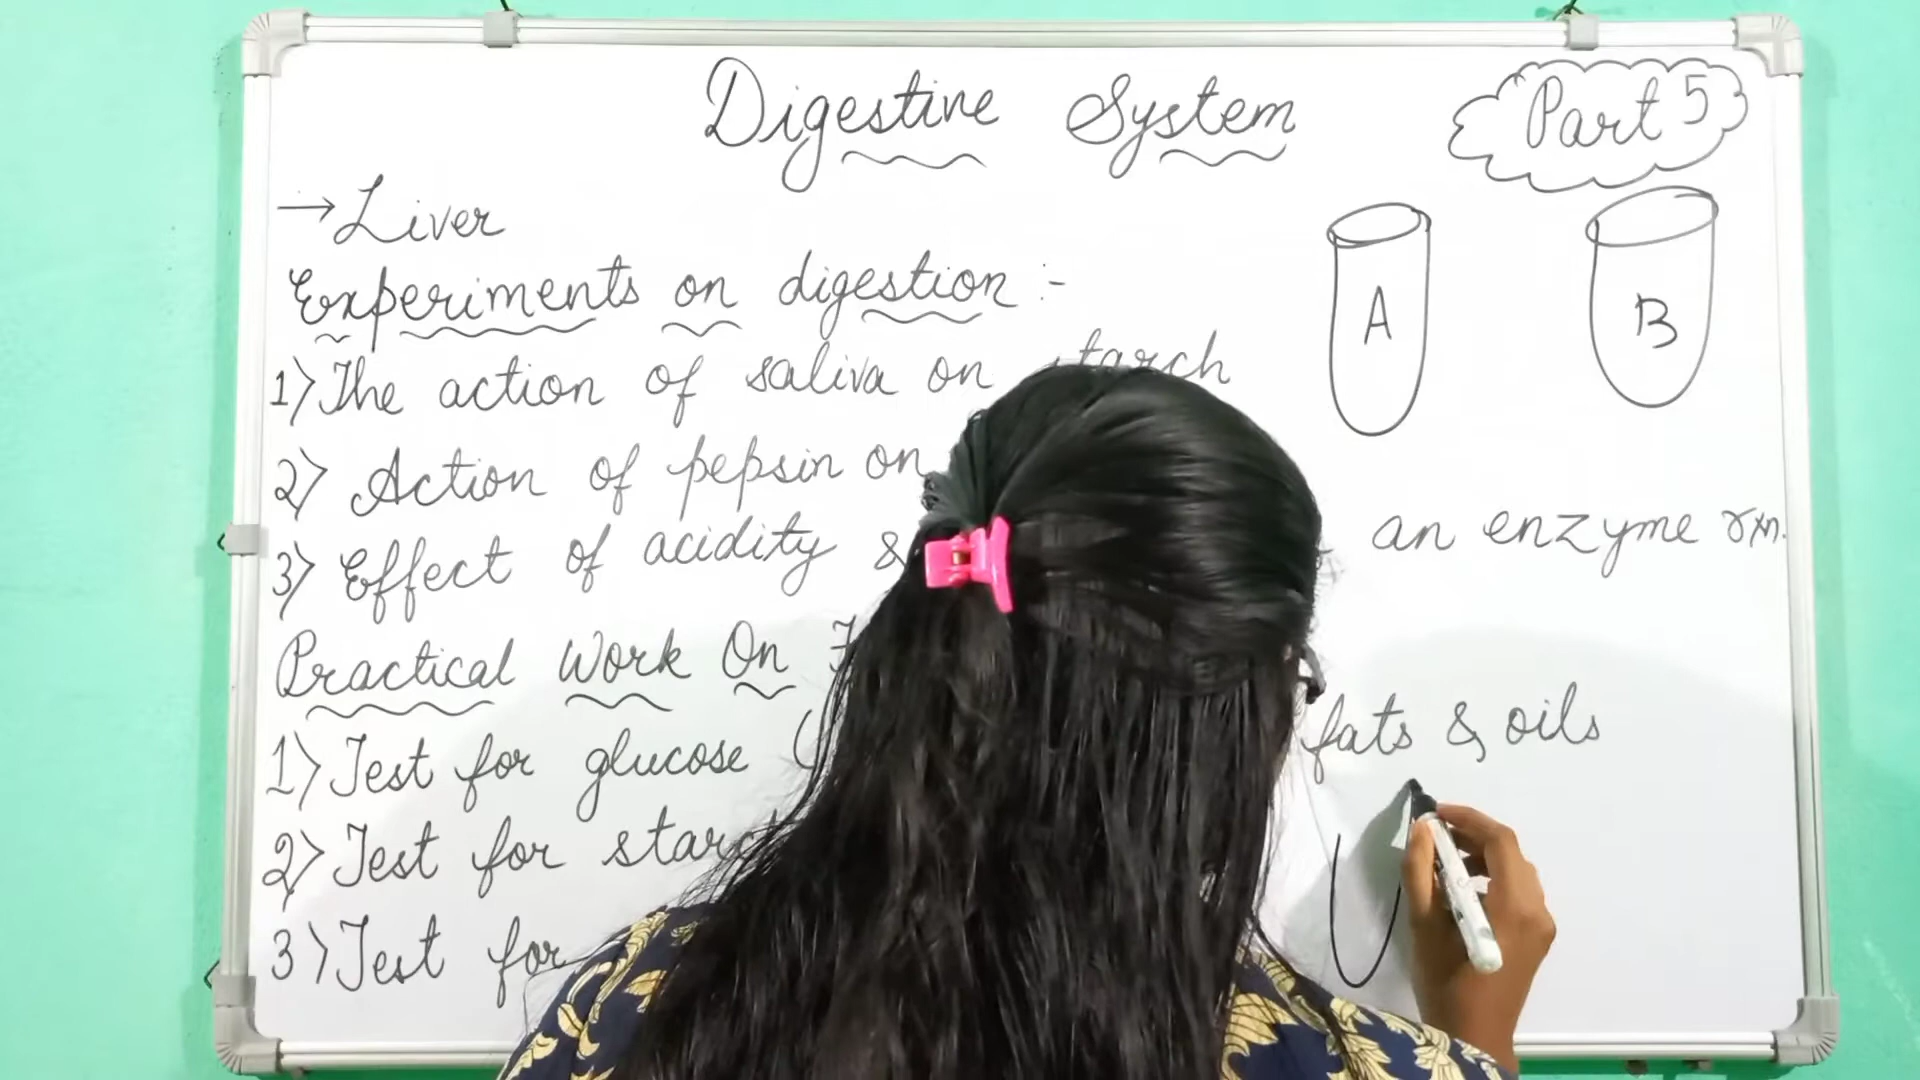 Digestive System
Part 5
→ Liver
Experiments on digestion :-
1) The action of saliva on starch
A
B
2) Action of pepsin on
3) Effect of acidity & an enzyme rxn.
Practical Work On
1) Test for glucose ( fats & oils
2) Test for starch
3) Test for